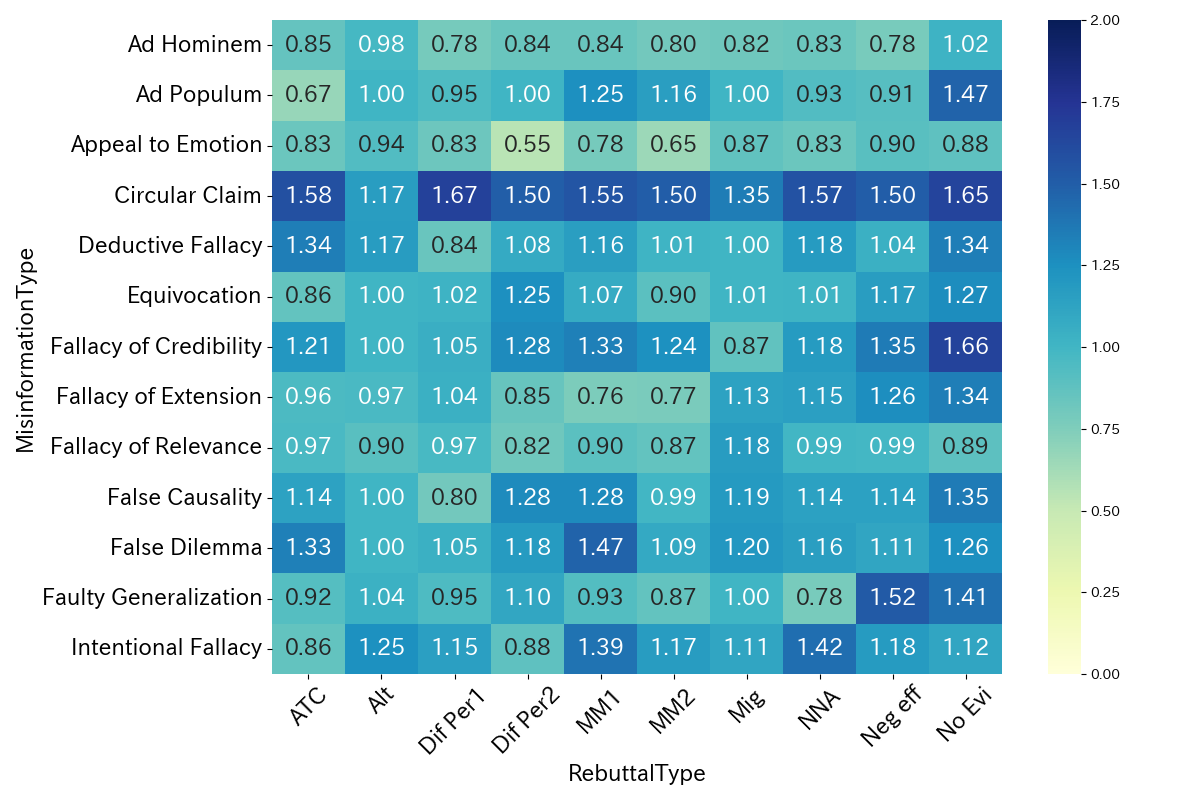 MisinformationType
Ad Hominem 0.85 0.98 0.78 0.84 0.84 0.80 0.82 0.83 0.78 1.02
Ad Populum 0.67 1.00 0.95 1.00 1.25 1.16 1.00 0.93 0.91 1.47
Appeal to Emotion 0.83 0.94 0.83 0.55 0.78 0.65 0.87 0.83 0.90 0.88
Circular Claim 1.58 1.17 1.67 1.50 1.55 1.50 1.35 1.57 1.50 1.65
Deductive Fallacy 1.34 1.17 0.84 1.08 1.16 1.01 1.00 1.18 1.04 1.34
Equivocation 0.86 1.00 1.02 1.25 1.07 0.90 1.01 1.01 1.17 1.27
Fallacy of Credibility 1.21 1.00 1.05 1.28 1.33 1.24 0.87 1.18 1.35 1.66
Fallacy of Extension 0.96 0.97 1.04 0.85 0.76 0.77 1.13 1.15 1.26 1.34
Fallacy of Relevance 0.97 0.90 0.97 0.82 0.90 0.87 1.18 0.99 0.99 0.89
False Causality 1.14 1.00 0.80 1.28 1.28 0.99 1.19 1.14 1.14 1.35
False Dilemma 1.33 1.00 1.05 1.18 1.47 1.09 1.20 1.16 1.11 1.26
Faulty Generalization 0.92 1.04 0.95 1.10 0.93 0.87 1.00 0.78 1.52 1.41
Intentional Fallacy 0.86 1.25 1.15 0.88 1.39 1.17 1.11 1.42 1.18 1.12
ATC Alt Dif Per1 Dif Per2 MM1 MM2 Mig NNA Neg eff No Evi
RebuttalType
2.00
1.75
1.50
1.25
1.00
0.75
0.50
0.25
0.00